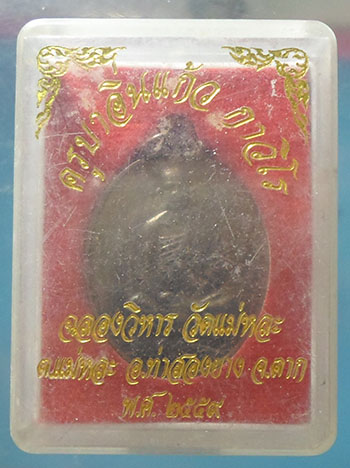 ครูบาอิ่นแก้ว กาวิโร
ฉลองวิหาร วัดแม่หละ
ต.แม่หละ อ.ท่าสองยาง จ.ตาก
พ.ศ. ๒๕๕๙